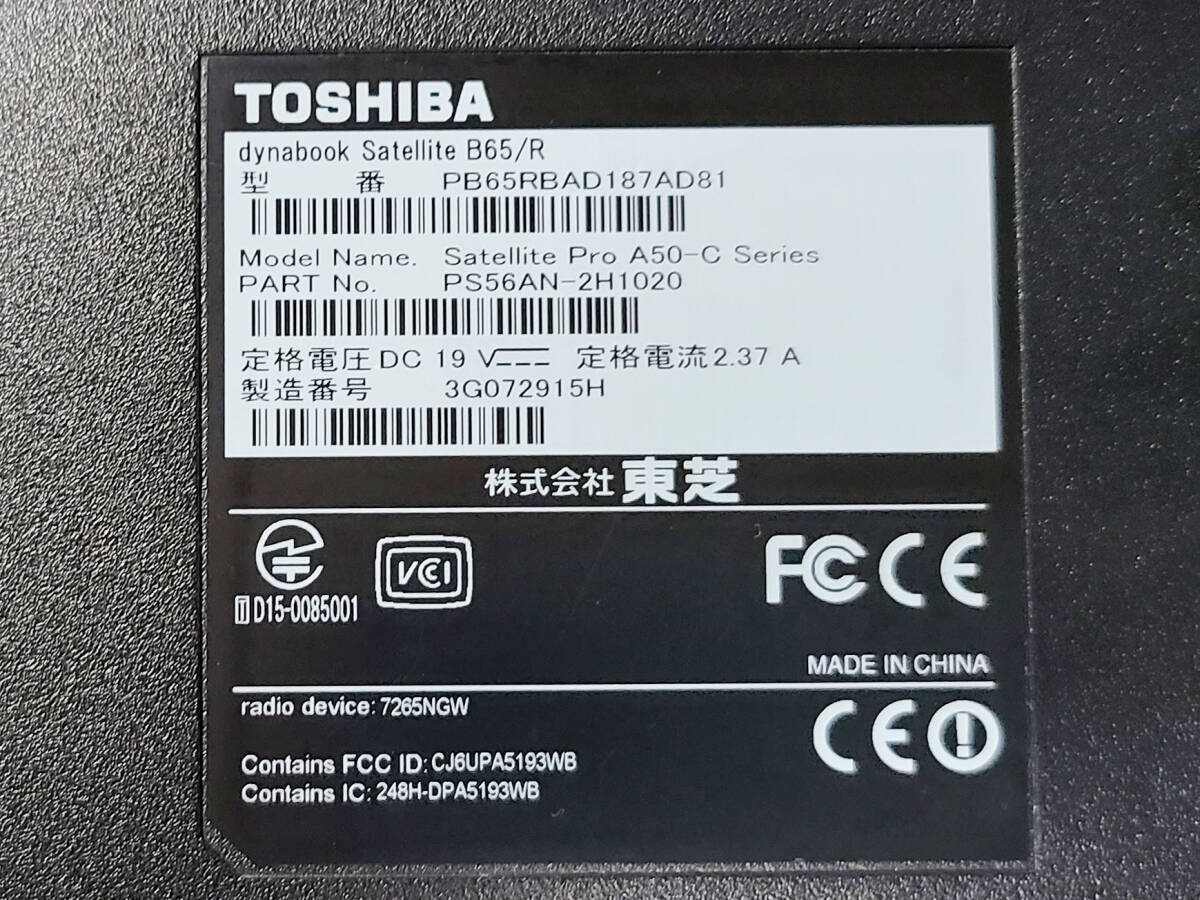 TOSHIBA
dynabook Satellite B65/R
型 番 PB65RBAD187AD81
Model Name. Satellite Pro A50-C Series
PART No. PS56AN-2H1020
定格電圧DC 19 V 定格電流2.37 A
製造番号 3G072915H
株式会社 東芝
T D15-0085001
VCCI
FC CE
MADE IN CHINA
radio device: 7265NGW
CE
Contains FCC ID: CJ6UPA5193WB
Contains IC: 248H-DPA5193WB